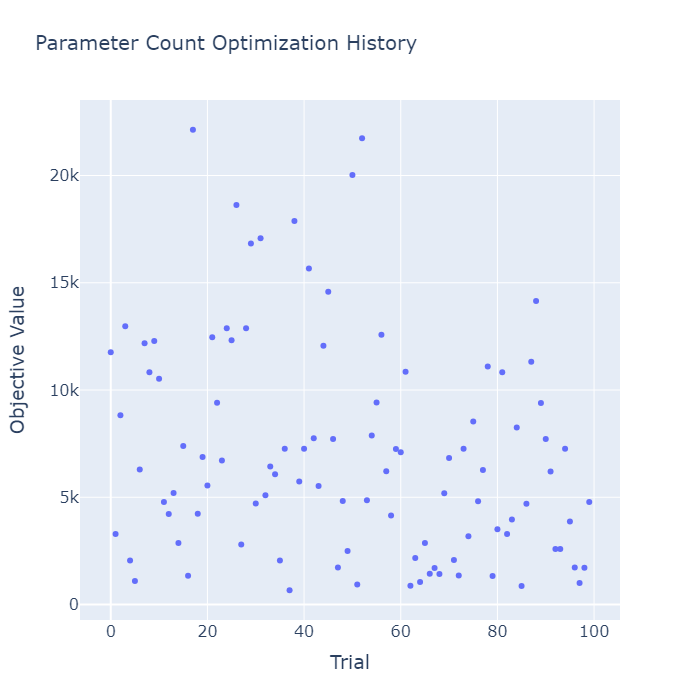 Parameter Count Optimization History
Objective Value
20k
15k
10k
5k
0
0 20 40 60 80 100
Trial